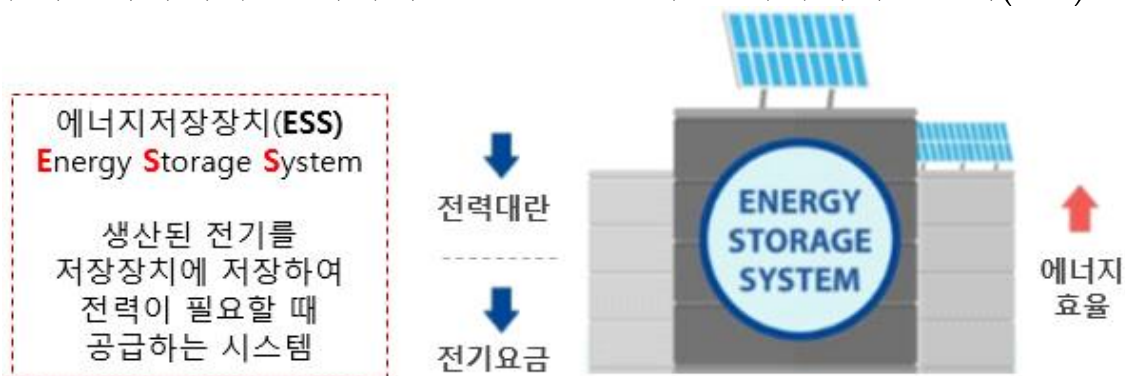 에너지저장장치(ESS)
Energy Storage System
생산된 전기를
저장장치에 저장하여
전력이 필요할 때
공급하는 시스템
전력대란
전기요금
ENERGY
STORAGE
SYSTEM
에너지
효율